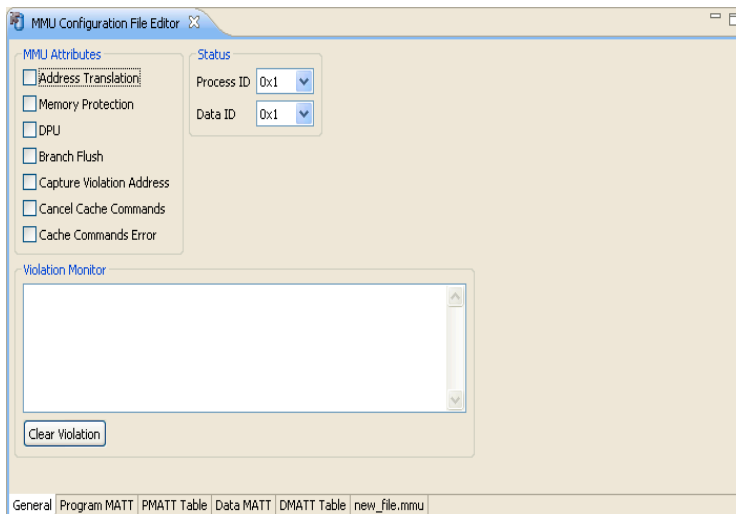 MMU Configuration File Editor
MMU Attributes
Address Translation
Memory Protection
DPU
Branch Flush
Capture Violation Address
Cancel Cache Commands
Cache Commands Error
Status
Process ID 0x1
Data ID 0x1
Violation Monitor
Clear Violation
General Program MATT PMATT Table Data MATT DMATT Table new_file.mmu